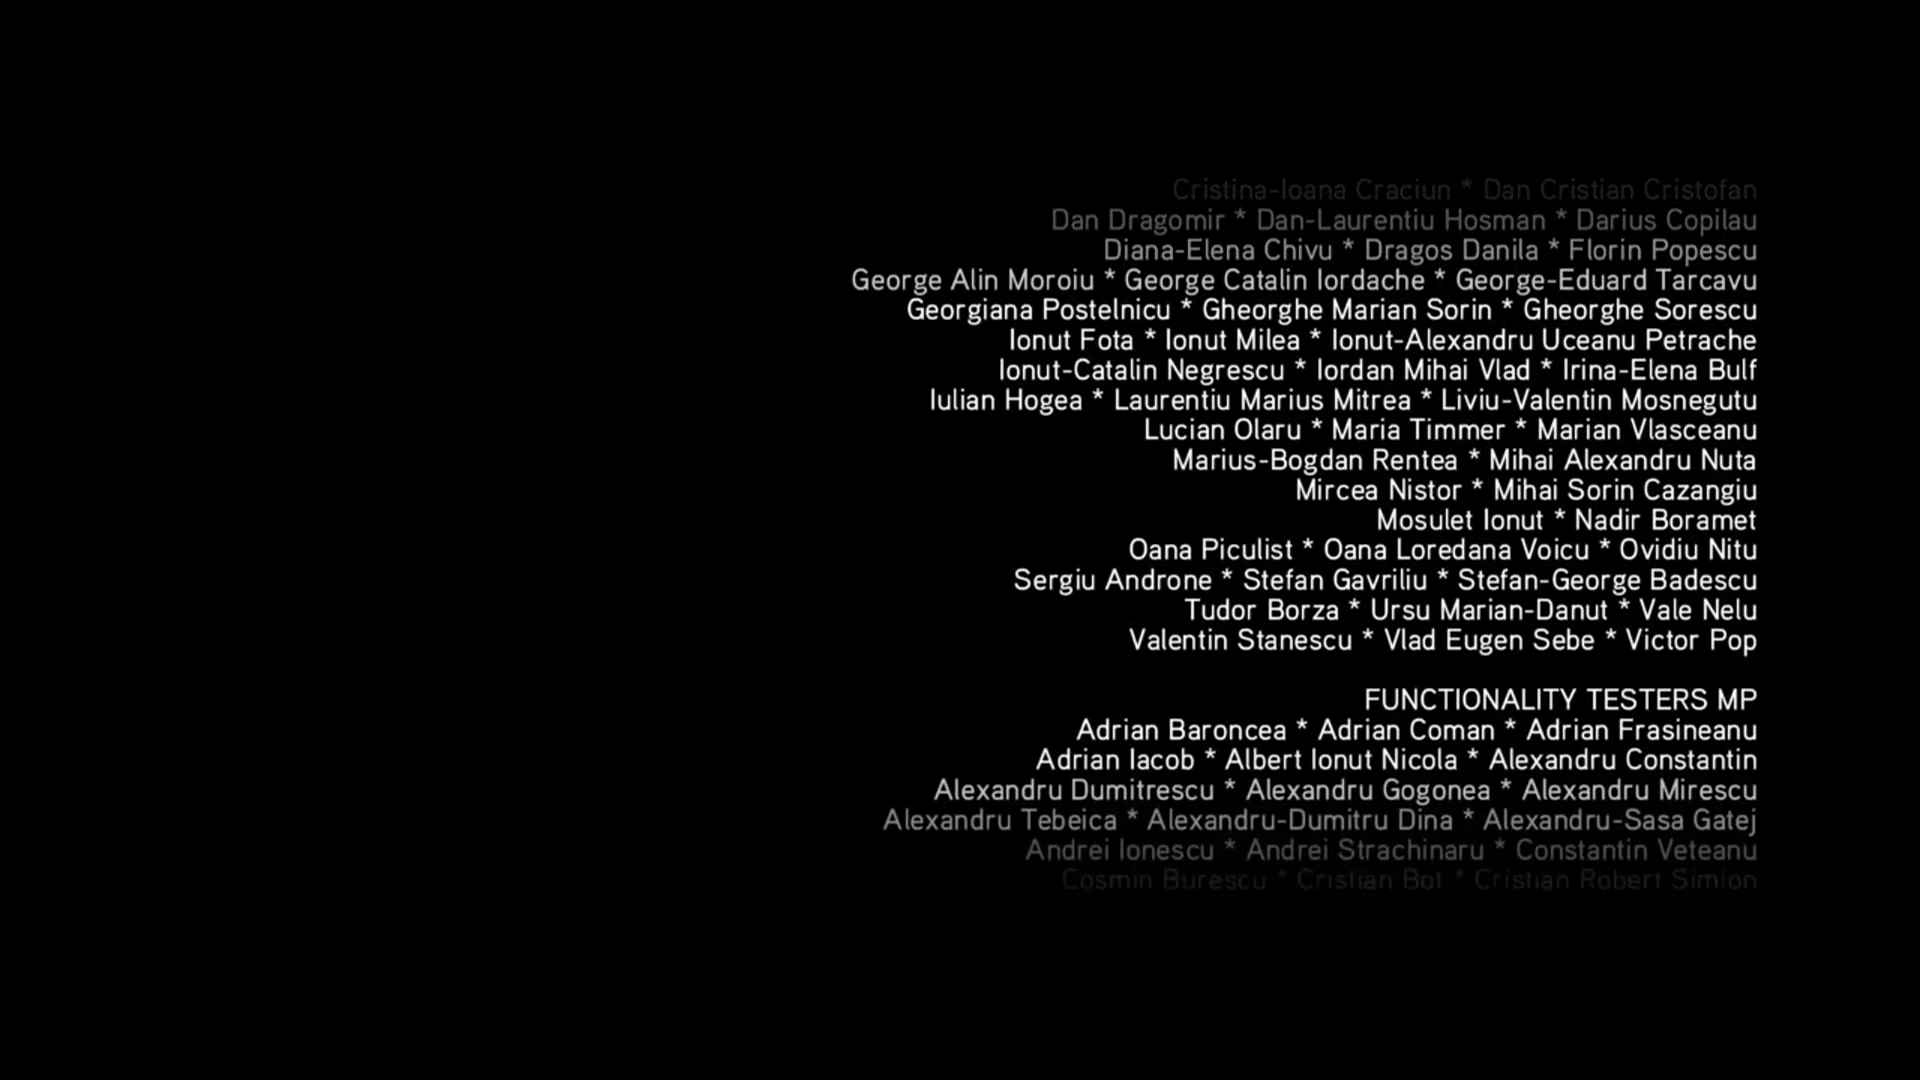 Cristina-Ioana Craciun * Dan Cristian Cristofan
Dan Dragomir * Dan-Laurentiu Hosman * Darius Copilau
Diana-Elena Chivu * Dragos Danila * Florin Popescu
George Alin Moroiu * George Catalin Iordache * George-Eduard Tarcavu
Georgiana Postelnicu * Gheorghe Marian Sorin * Gheorghe Sorescu
Ionut Fota * Ionut Milea * Ionut-Alexandru Uceanu Petrache
Ionut-Catalin Negrescu * Iordan Mihai Vlad * Irina-Elena Bulf
Iulian Hogea * Laurentiu Marius Mitrea * Liviu-Valentin Mosnegutu
Lucian Olaru * Maria Timmer * Marian Vlasceanu
Marius-Bogdan Rentea * Mihai Alexandru Nuta
Mircea Nistor * Mihai Sorin Cazangiu
Mosulet Ionut * Nadir Boramet
Oana Piculist * Oana Loredana Voicu * Ovidiu Nitu
Sergiu Androne * Stefan Gavriliu * Stefan-George Badescu
Tudor Borza * Ursu Marian-Danut * Vale Nelu
Valentin Stanescu * Vlad Eugen Sebe * Victor Pop
FUNCTIONALITY TESTERS MP
Adrian Baroncea * Adrian Coman * Adrian Frasineanu
Adrian Iacob * Albert Ionut Nicola * Alexandru Constantin
Alexandru Dumitrescu * Alexandru Gogonea * Alexandru Mirescu
Alexandru Tebeica * Alexandru-Dumitru Dina * Alexandru-Sasa Gatej
Andrei Ionescu * Andrei Strachinaru * Constantin Veteanu
Cosmin Burescu * Cristian Bot * Cristian Robert Simion